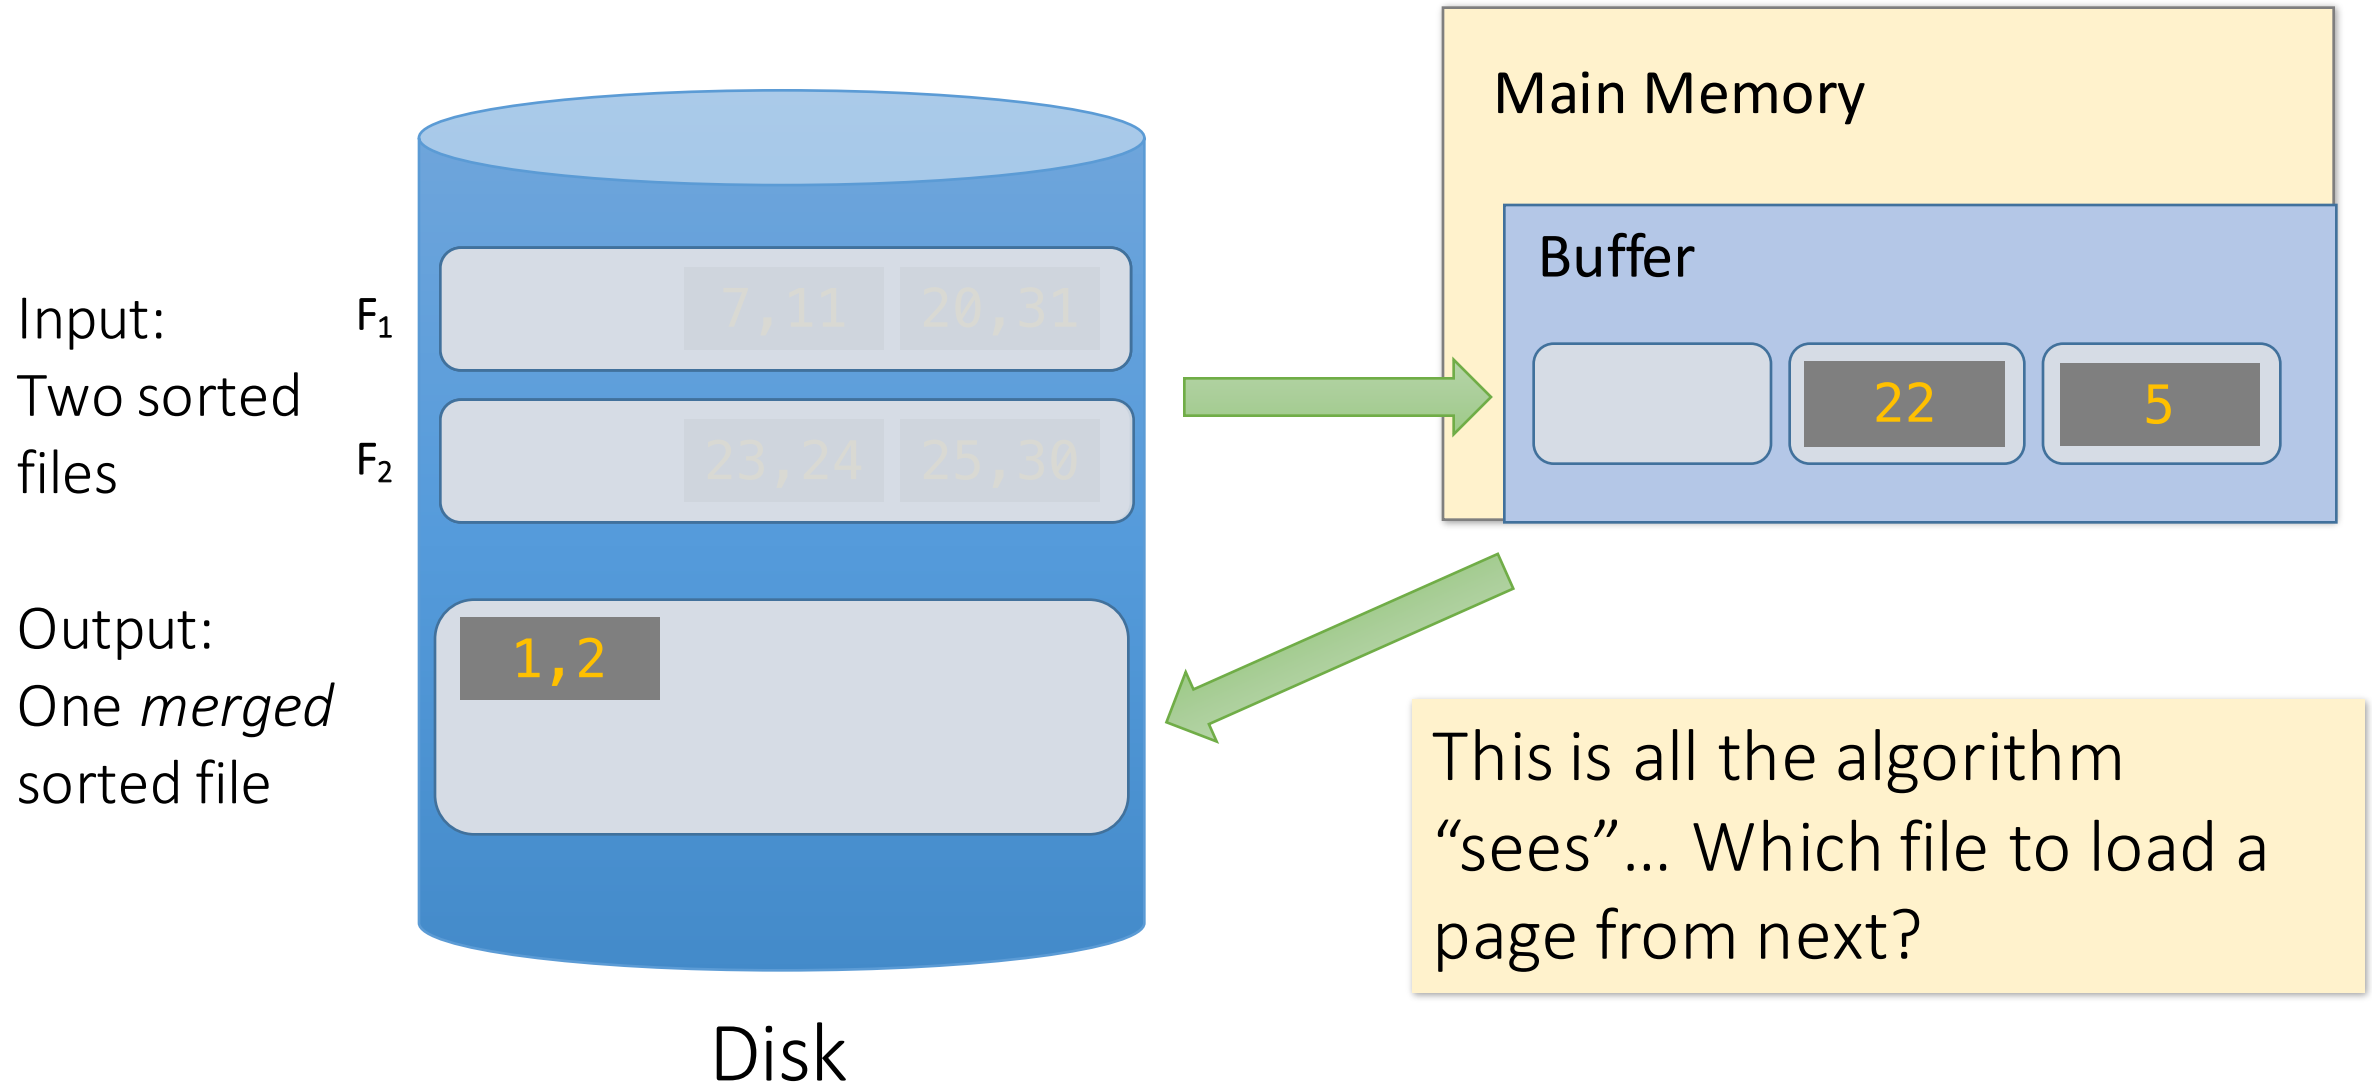 Main Memory
Buffer
Input:
Two sorted
files
F₁
7,11
20,31
F₂
23,24
25,30
22
5
Output:
One merged
sorted file
1,2
This is all the algorithm
“sees”… Which file to load a
page from next?
Disk